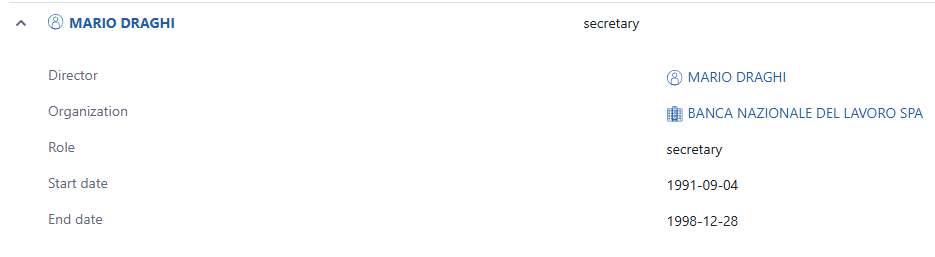 MARIO DRAGHI secretary
Director MARIO DRAGHI
Organization BANCA NAZIONALE DEL LAVORO SPA
Role secretary
Start date 1991-09-04
End date 1998-12-28